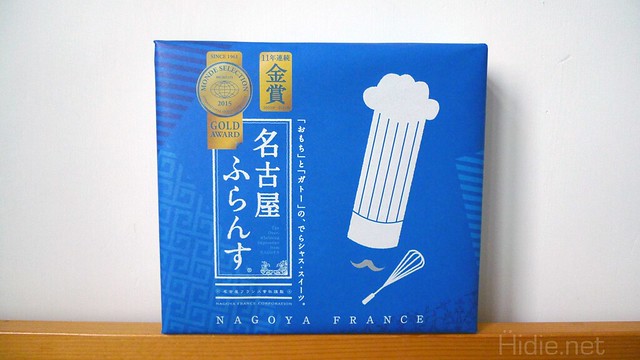 SINCE 1961
MONDE SELECTION
2015
GOLD
AWARD
11年連続
金賞
「おもち」と「ガトー」の、でらシャス・スイーツ。
名古屋
ふらんす
NAGOYA FRANCE CORPORATION
NAGOYA FRANCE
Hidie.net